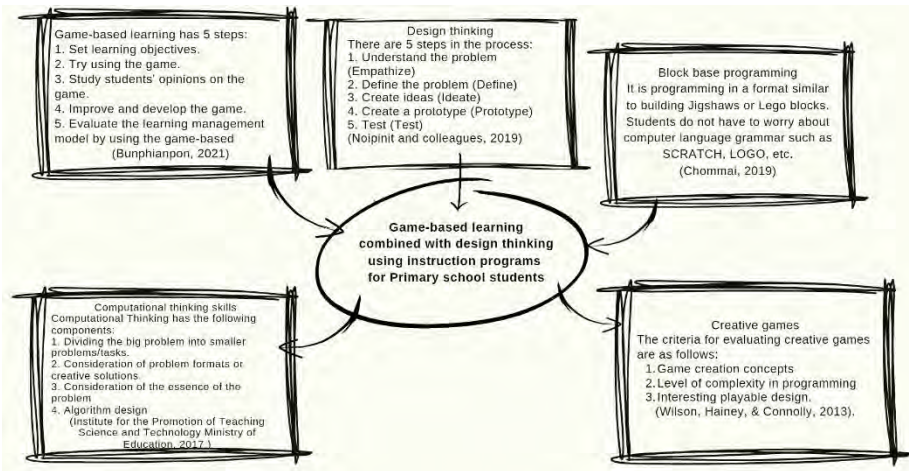 Game-based learning has 5 steps:
1. Set learning objectives.
2. Try using the game.
3. Study students' opinions on the
game.
4. Improve and develop the game.
5. Evaluate the learning management
model by using the game-based
(Bunphianpon, 2021)
Design thinking
There are 5 steps in the process:
1. Understand the problem
(Empathize)
2. Define the problem (Define)
3. Create ideas (Ideate)
4. Create a prototype (Prototype)
5. Test (Test)
(Noipinit and colleagues, 2019)
Block base programming
It is programming in a format similar
to building Jigshaws or Lego blocks.
Students do not have to worry about
computer language grammar such as
SCRATCH, LOGO, etc.
(Chommai, 2019)
Game-based learning
combined with design thinking
using instruction programs
for Primary school students
Computational thinking skills
Computational Thinking has the following
components:
1. Dividing the big problem into smaller
problems/tasks.
2. Consideration of problem formats or
creative solutions.
3. Consideration of the essence of the
problem
4. Algorithm design
(Institute for the Promotion of Teaching
Science and Technology Ministry of
Education, 2017.)
Creative games
The criteria for evaluating creative games
are as follows:
1. Game creation concepts
2. Level of complexity in programming
3. Interesting playable design.
(Wilson, Hainey, & Connolly, 2013).